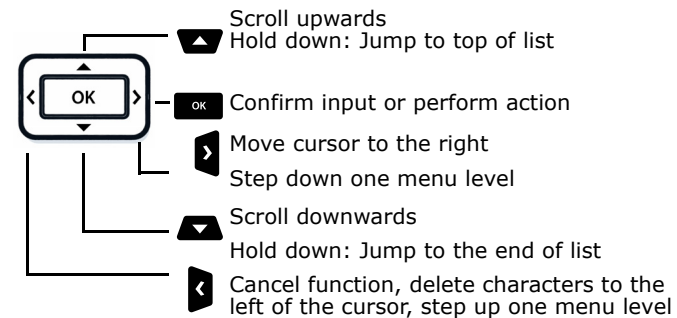 Scroll upwards
Hold down: Jump to top of list
OK
OK
Confirm input or perform action
Move cursor to the right
Step down one menu level
Scroll downwards
Hold down: Jump to the end of list
Cancel function, delete characters to the
left of the cursor, step up one menu level